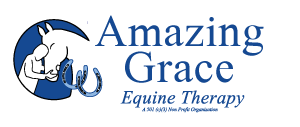 Amazing
Grace
Equine Therapy
A 501 (c)(3) Non Profit Organization